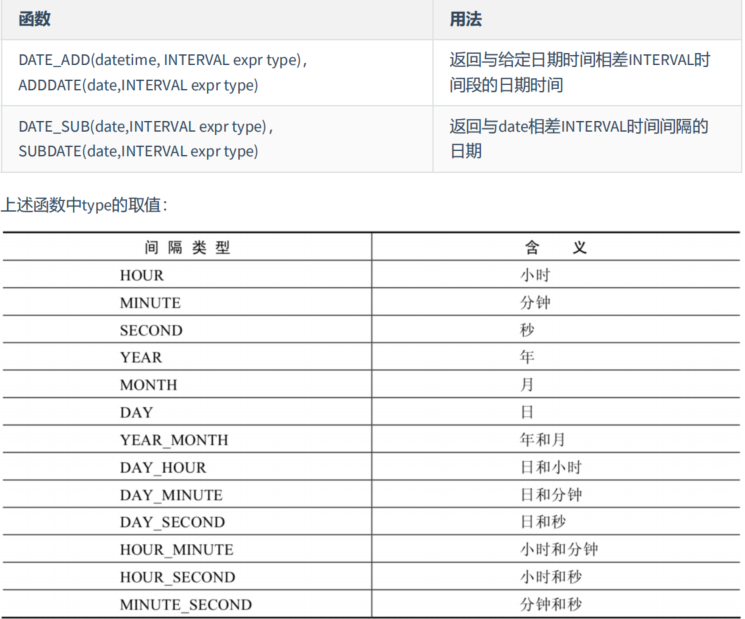 函数 用法
DATE_ADD(datetime, INTERVAL expr type), 返回与给定日期时间相差INTERVAL时
ADDDATE(date,INTERVAL expr type) 间段的日期时间
DATE_SUB(date,INTERVAL expr type), 返回与date相差INTERVAL时间间隔的
SUBDATE(date,INTERVAL expr type) 日期
上述函数中type的取值:
间 隔 类 型 含 义
HOUR 小时
MINUTE 分钟
SECOND 秒
YEAR 年
MONTH 月
DAY 日
YEAR_MONTH 年和月
DAY_HOUR 日和小时
DAY_MINUTE 日和分钟
DAY_SECOND 日和秒
HOUR_MINUTE 小时和分钟
HOUR_SECOND 小时和秒
MINUTE_SECOND 分钟和秒